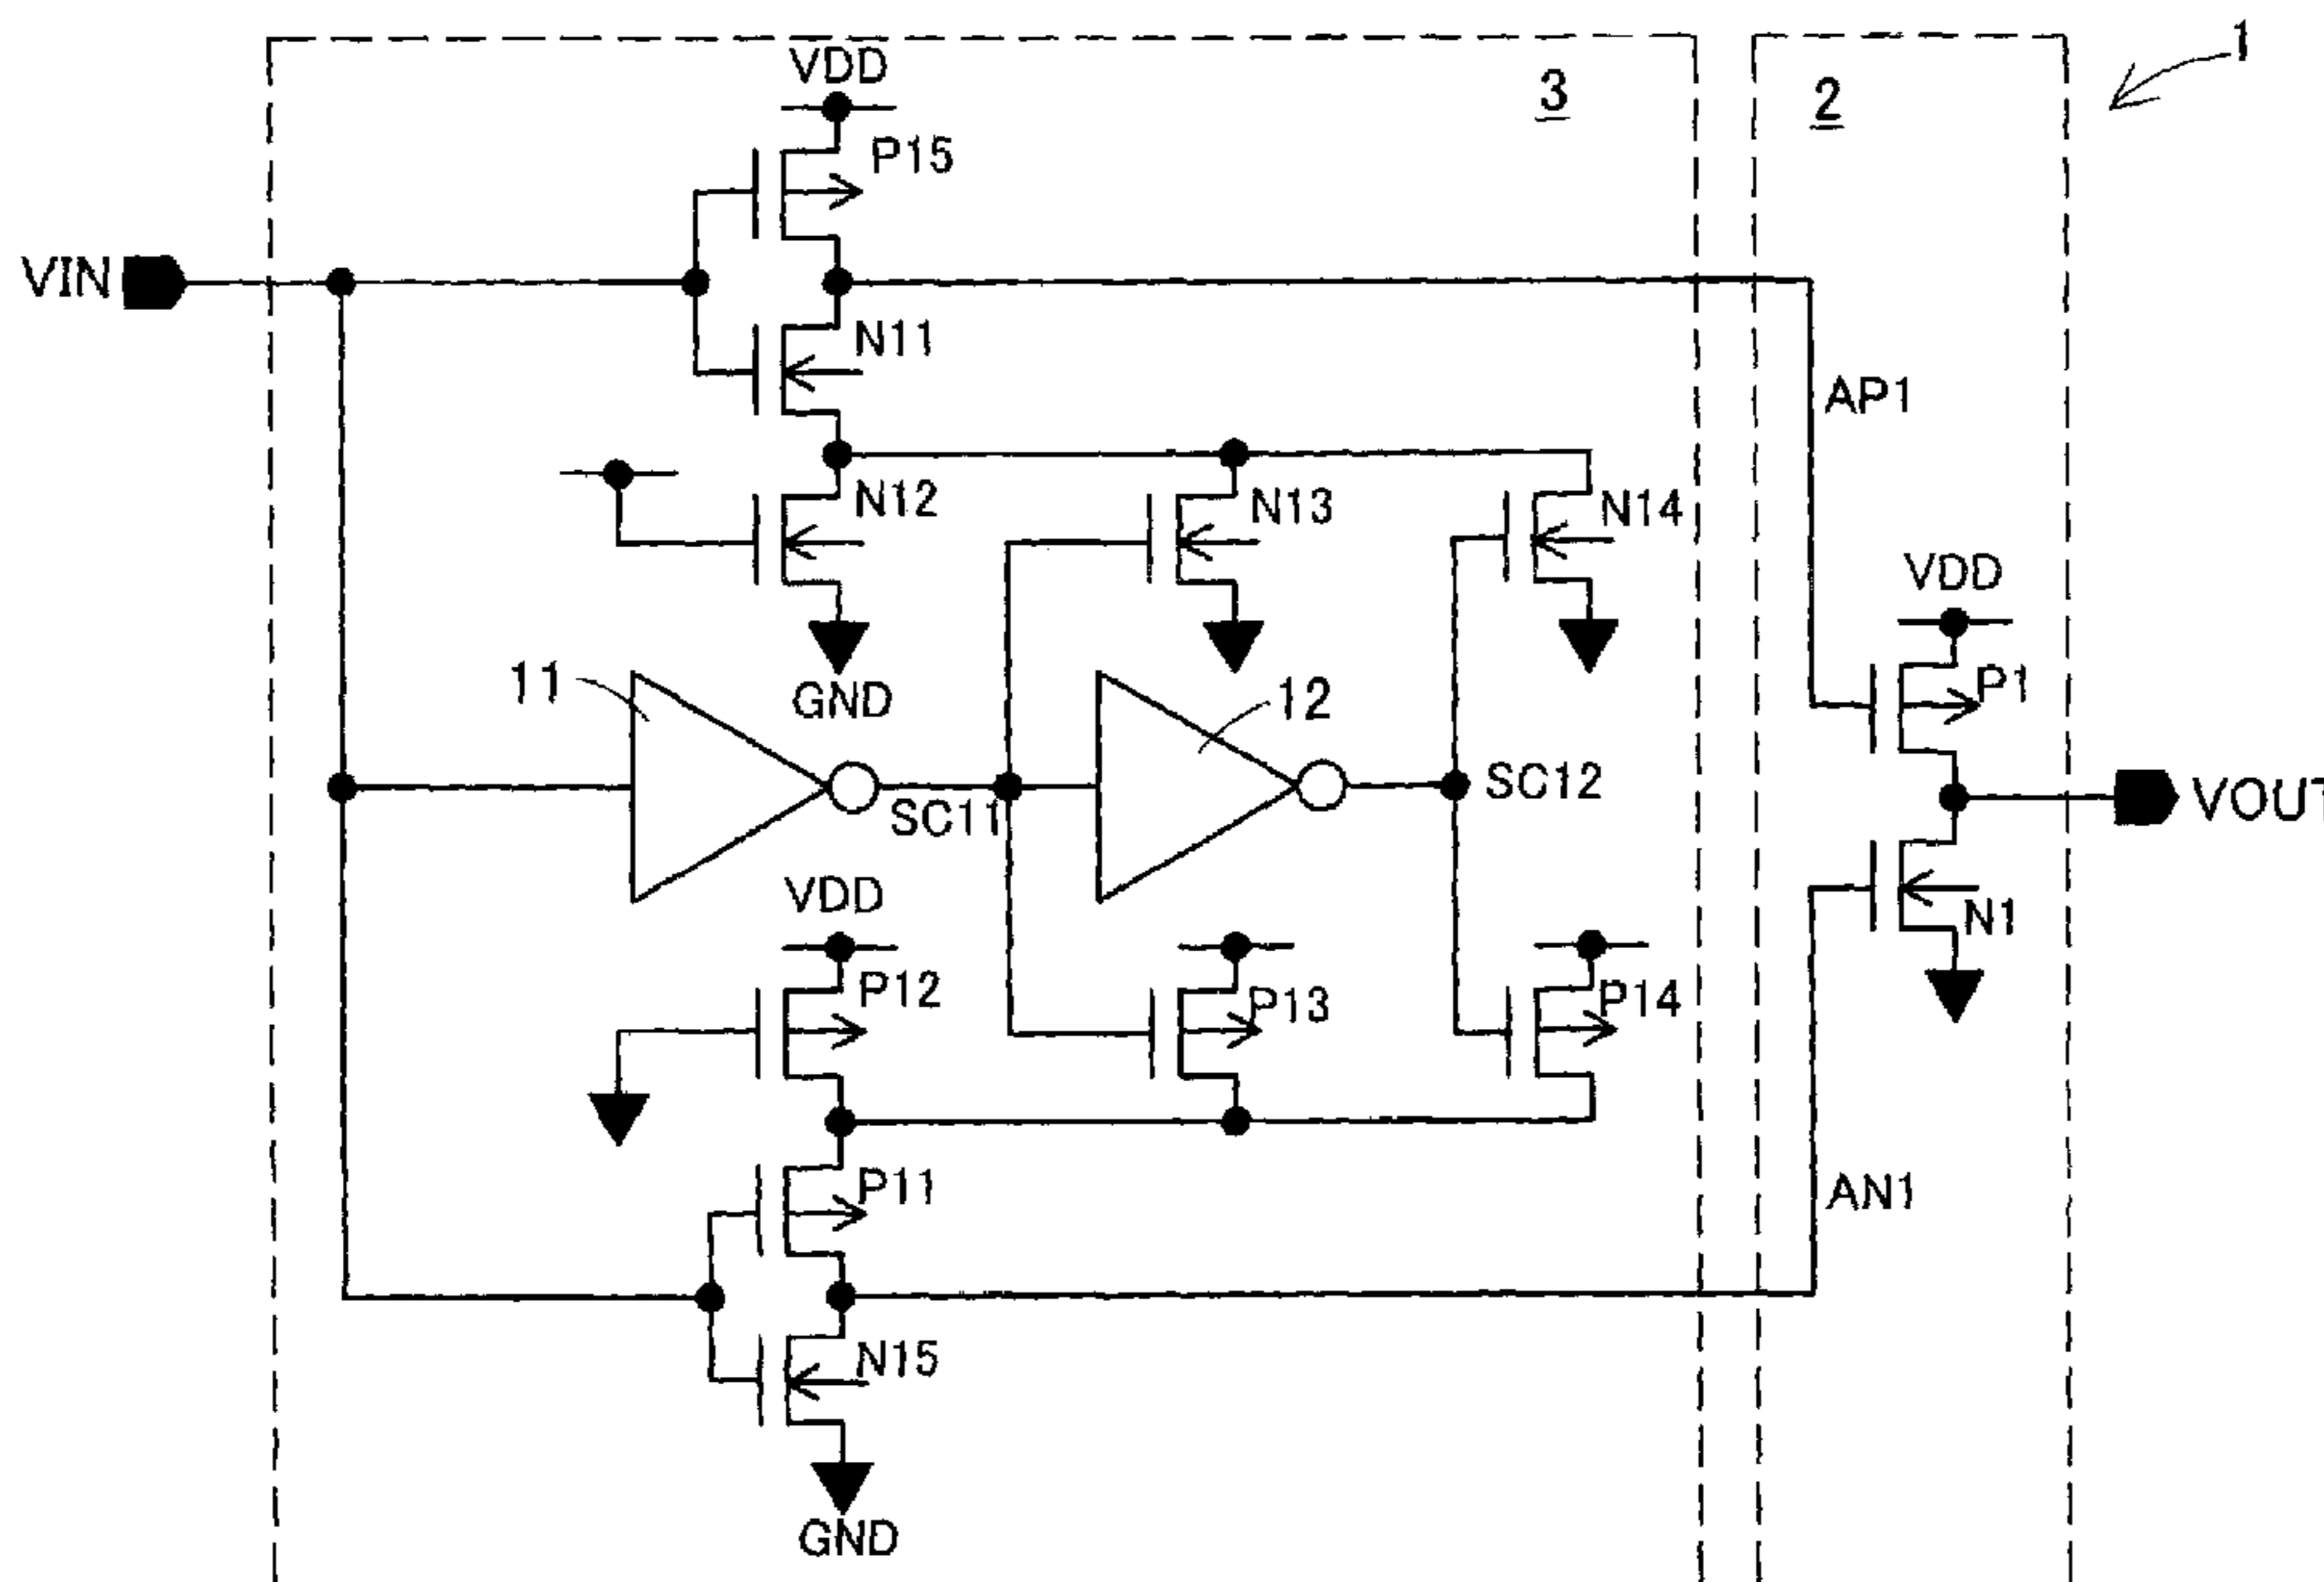 1
VDD
3
2
P15
VIN
N11
AP1
N12
N13
N14
VDD
11
GND
12
P1
SC11
SC12
VOUT
VDD
N1
P12
P13
P14
P11
AN1
N15
GND